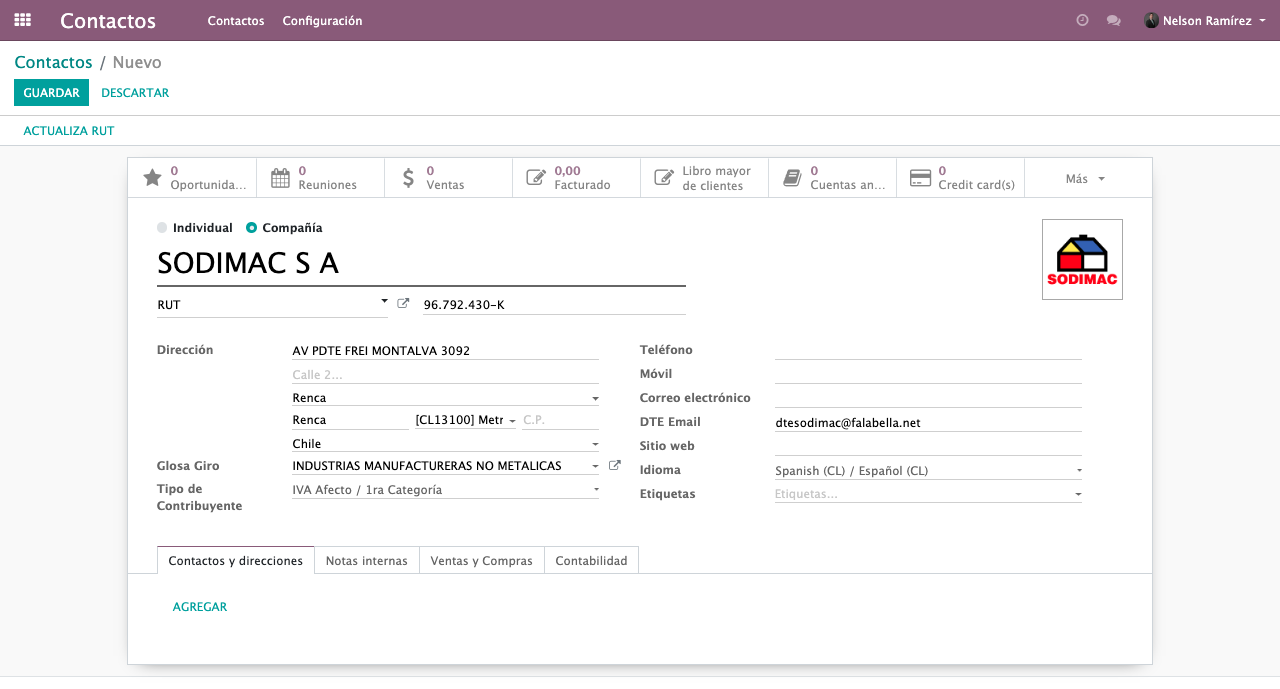 Contactos Contactos Configuración Nelson Ramírez
Contactos / Nuevo
GUARDAR DESCARTAR
ACTUALIZA RUT
0 Oportunida...
0 Reuniones
0 Ventas
0,00 Facturado
Libro mayor de clientes
0 Cuentas an...
0 Credit card(s)
Más
Individual Compañía
SODIMAC S A
SODIMAC
RUT 96.792.430-K
Dirección AV PDTE FREI MONTALVA 3092
Calle 2...
Renca
Renca [CL13100] Metr C.P.
Chile
Glosa Giro INDUSTRIAS MANUFACTURERAS NO METALICAS
Tipo de Contribuyente IVA Afecto / 1ra Categoría
Teléfono
Móvil
Correo electrónico
DTE Email dtesodimac@falabella.net
Sitio web
Idioma Spanish (CL) / Español (CL)
Etiquetas Etiquetas...
Contactos y direcciones Notas internas Ventas y Compras Contabilidad
AGREGAR